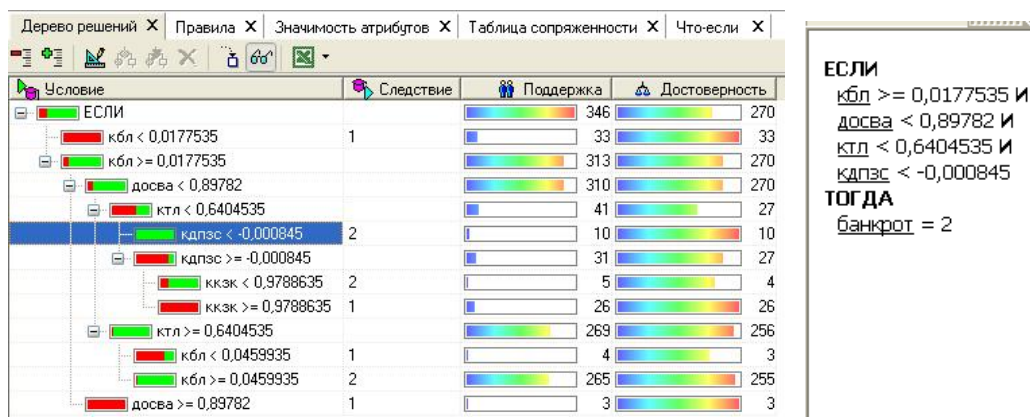 Дерево решений X Правила X Значимость атрибутов X Таблица сопряженности X Что-если X
Условие Следствие Поддержка Достоверность
ЕСЛИ 346 270
кбл < 0,0177535 1 33 33
кбл >= 0,0177535 313 270
досва < 0,89782 310 270
ктл < 0,6404535 41 27
кдпзс < -0,000845 2 10 10
кдпзс >= -0,000845 31 27
ккзк < 0,9788635 2 5 4
ккзк >= 0,9788635 1 26 26
ктл >= 0,6404535 269 256
кбл < 0,0459935 1 4 3
кбл >= 0,0459935 2 265 255
досва >= 0,89782 1 3 3
ЕСЛИ
кбл >= 0,0177535 И
досва < 0,89782 И
ктл < 0,6404535 И
кдпзс < -0,000845
ТОГДА
банкрот = 2